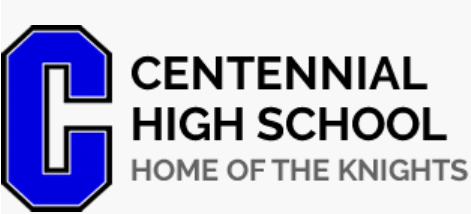 C
CENTENNIAL
HIGH SCHOOL
HOME OF THE KNIGHTS